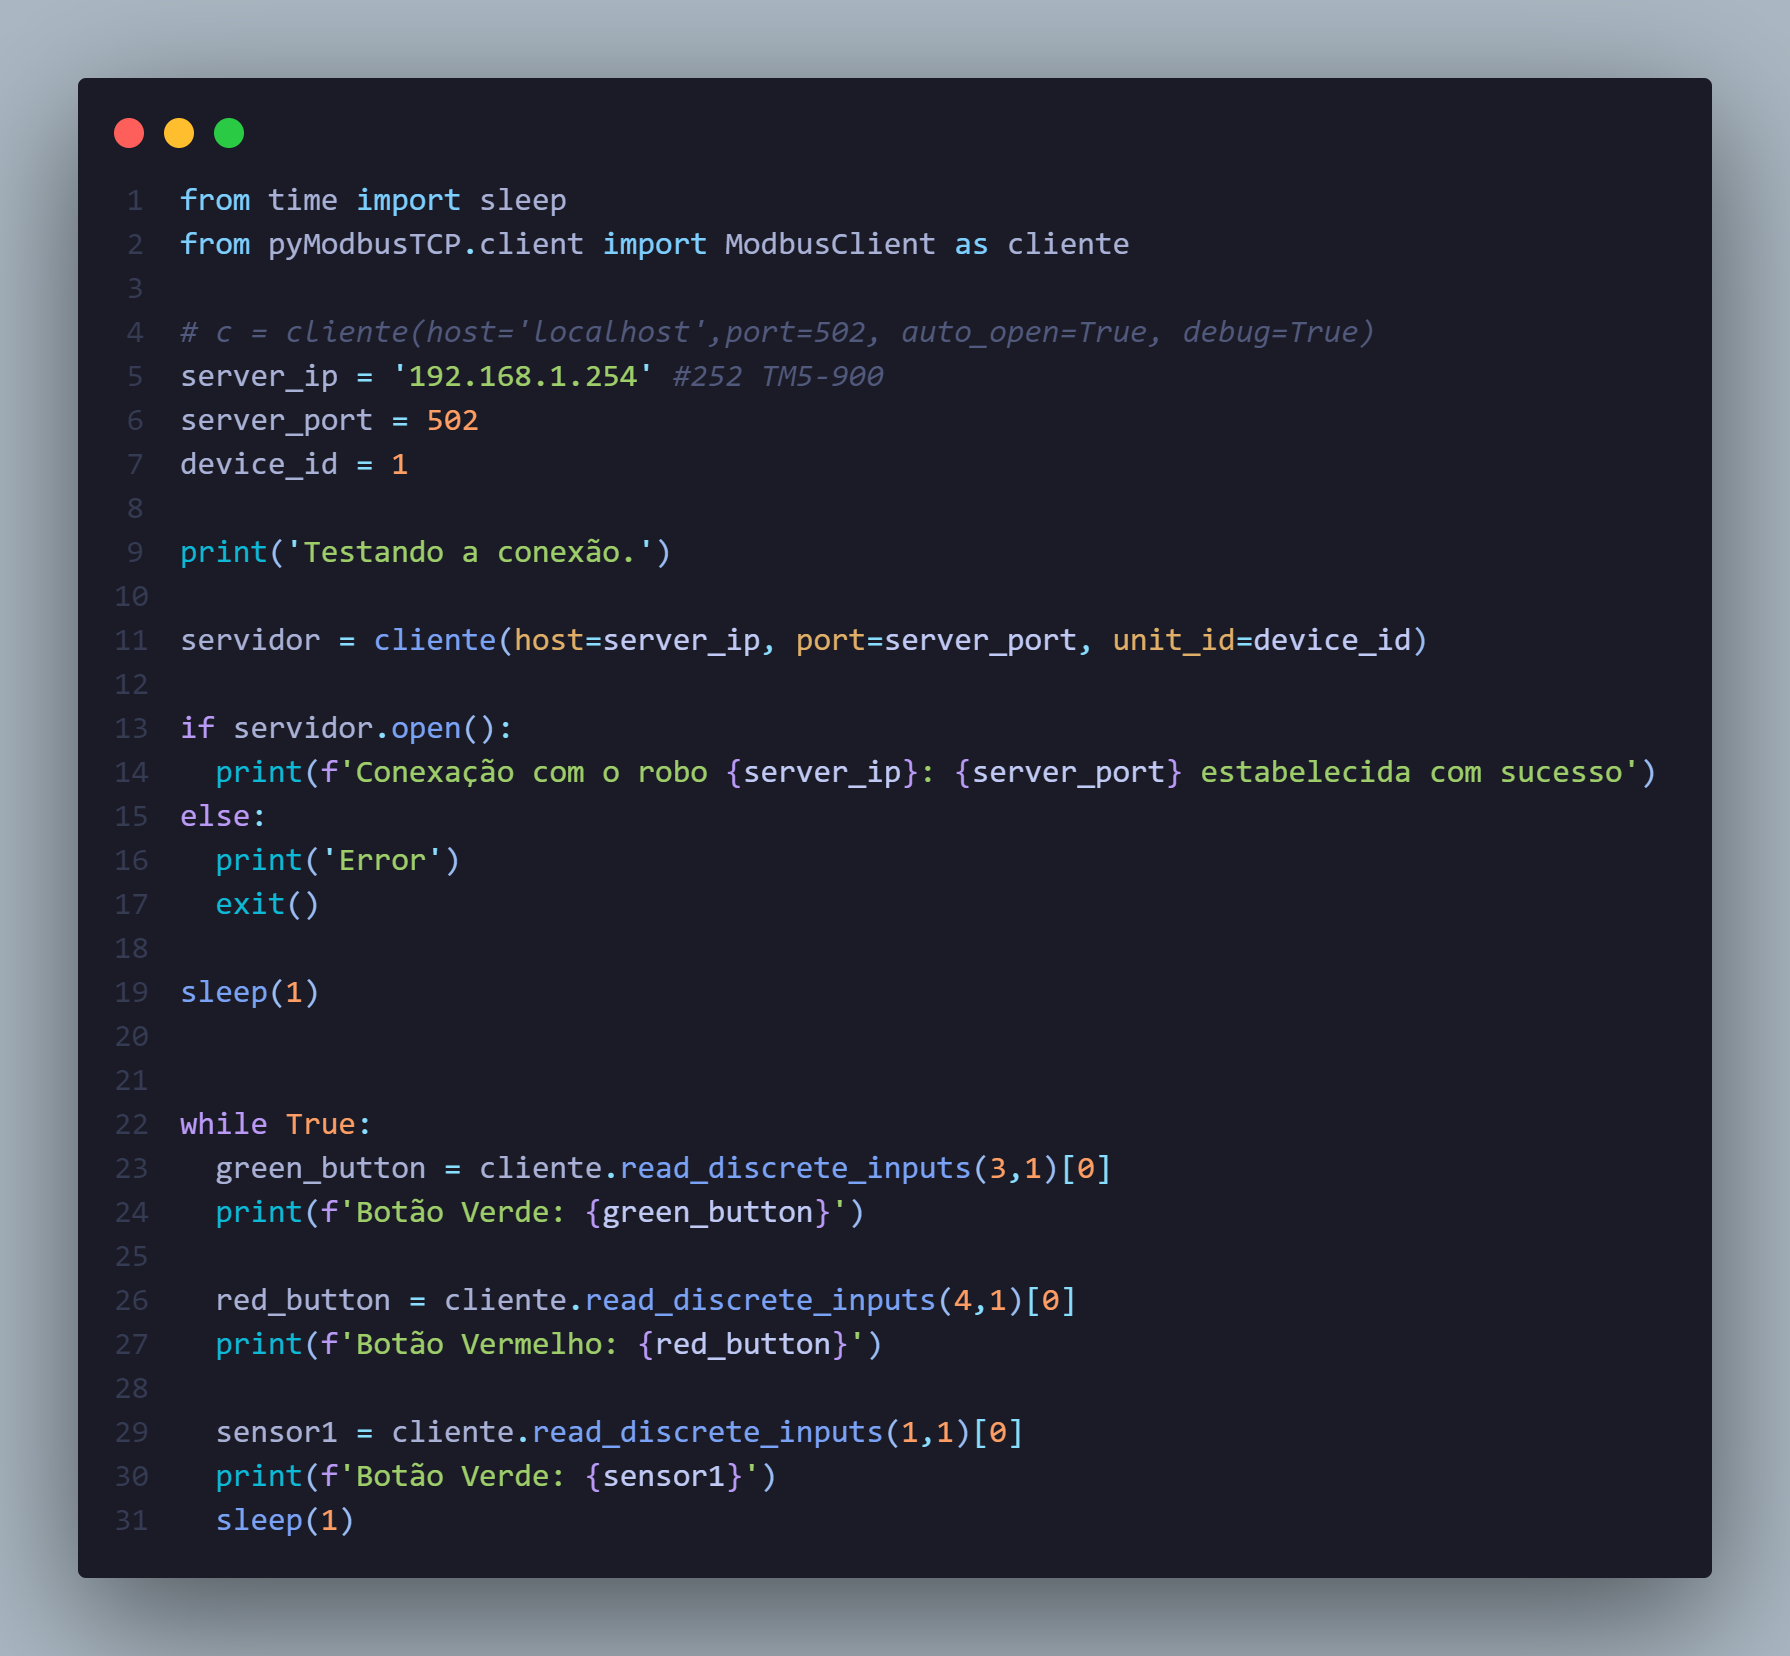 1 from time import sleep
2 from pyModbusTCP.client import ModbusClient as cliente
3
4 # c = cliente(host='localhost',port=502, auto_open=True, debug=True)
5 server_ip = '192.168.1.254' #252 TM5-900
6 server_port = 502
7 device_id = 1
8
9 print('Testando a conexão.')
10
11 servidor = cliente(host=server_ip, port=server_port, unit_id=device_id)
12
13 if servidor.open():
14   print(f'Conexação com o robo {server_ip}: {server_port} estabelecida com sucesso')
15 else:
16   print('Error')
17   exit()
18
19 sleep(1)
20
21
22 while True:
23   green_button = cliente.read_discrete_inputs(3,1)[0]
24   print(f'Botão Verde: {green_button}')
25
26   red_button = cliente.read_discrete_inputs(4,1)[0]
27   print(f'Botão Vermelho: {red_button}')
28
29   sensor1 = cliente.read_discrete_inputs(1,1)[0]
30   print(f'Botão Verde: {sensor1}')
31   sleep(1)